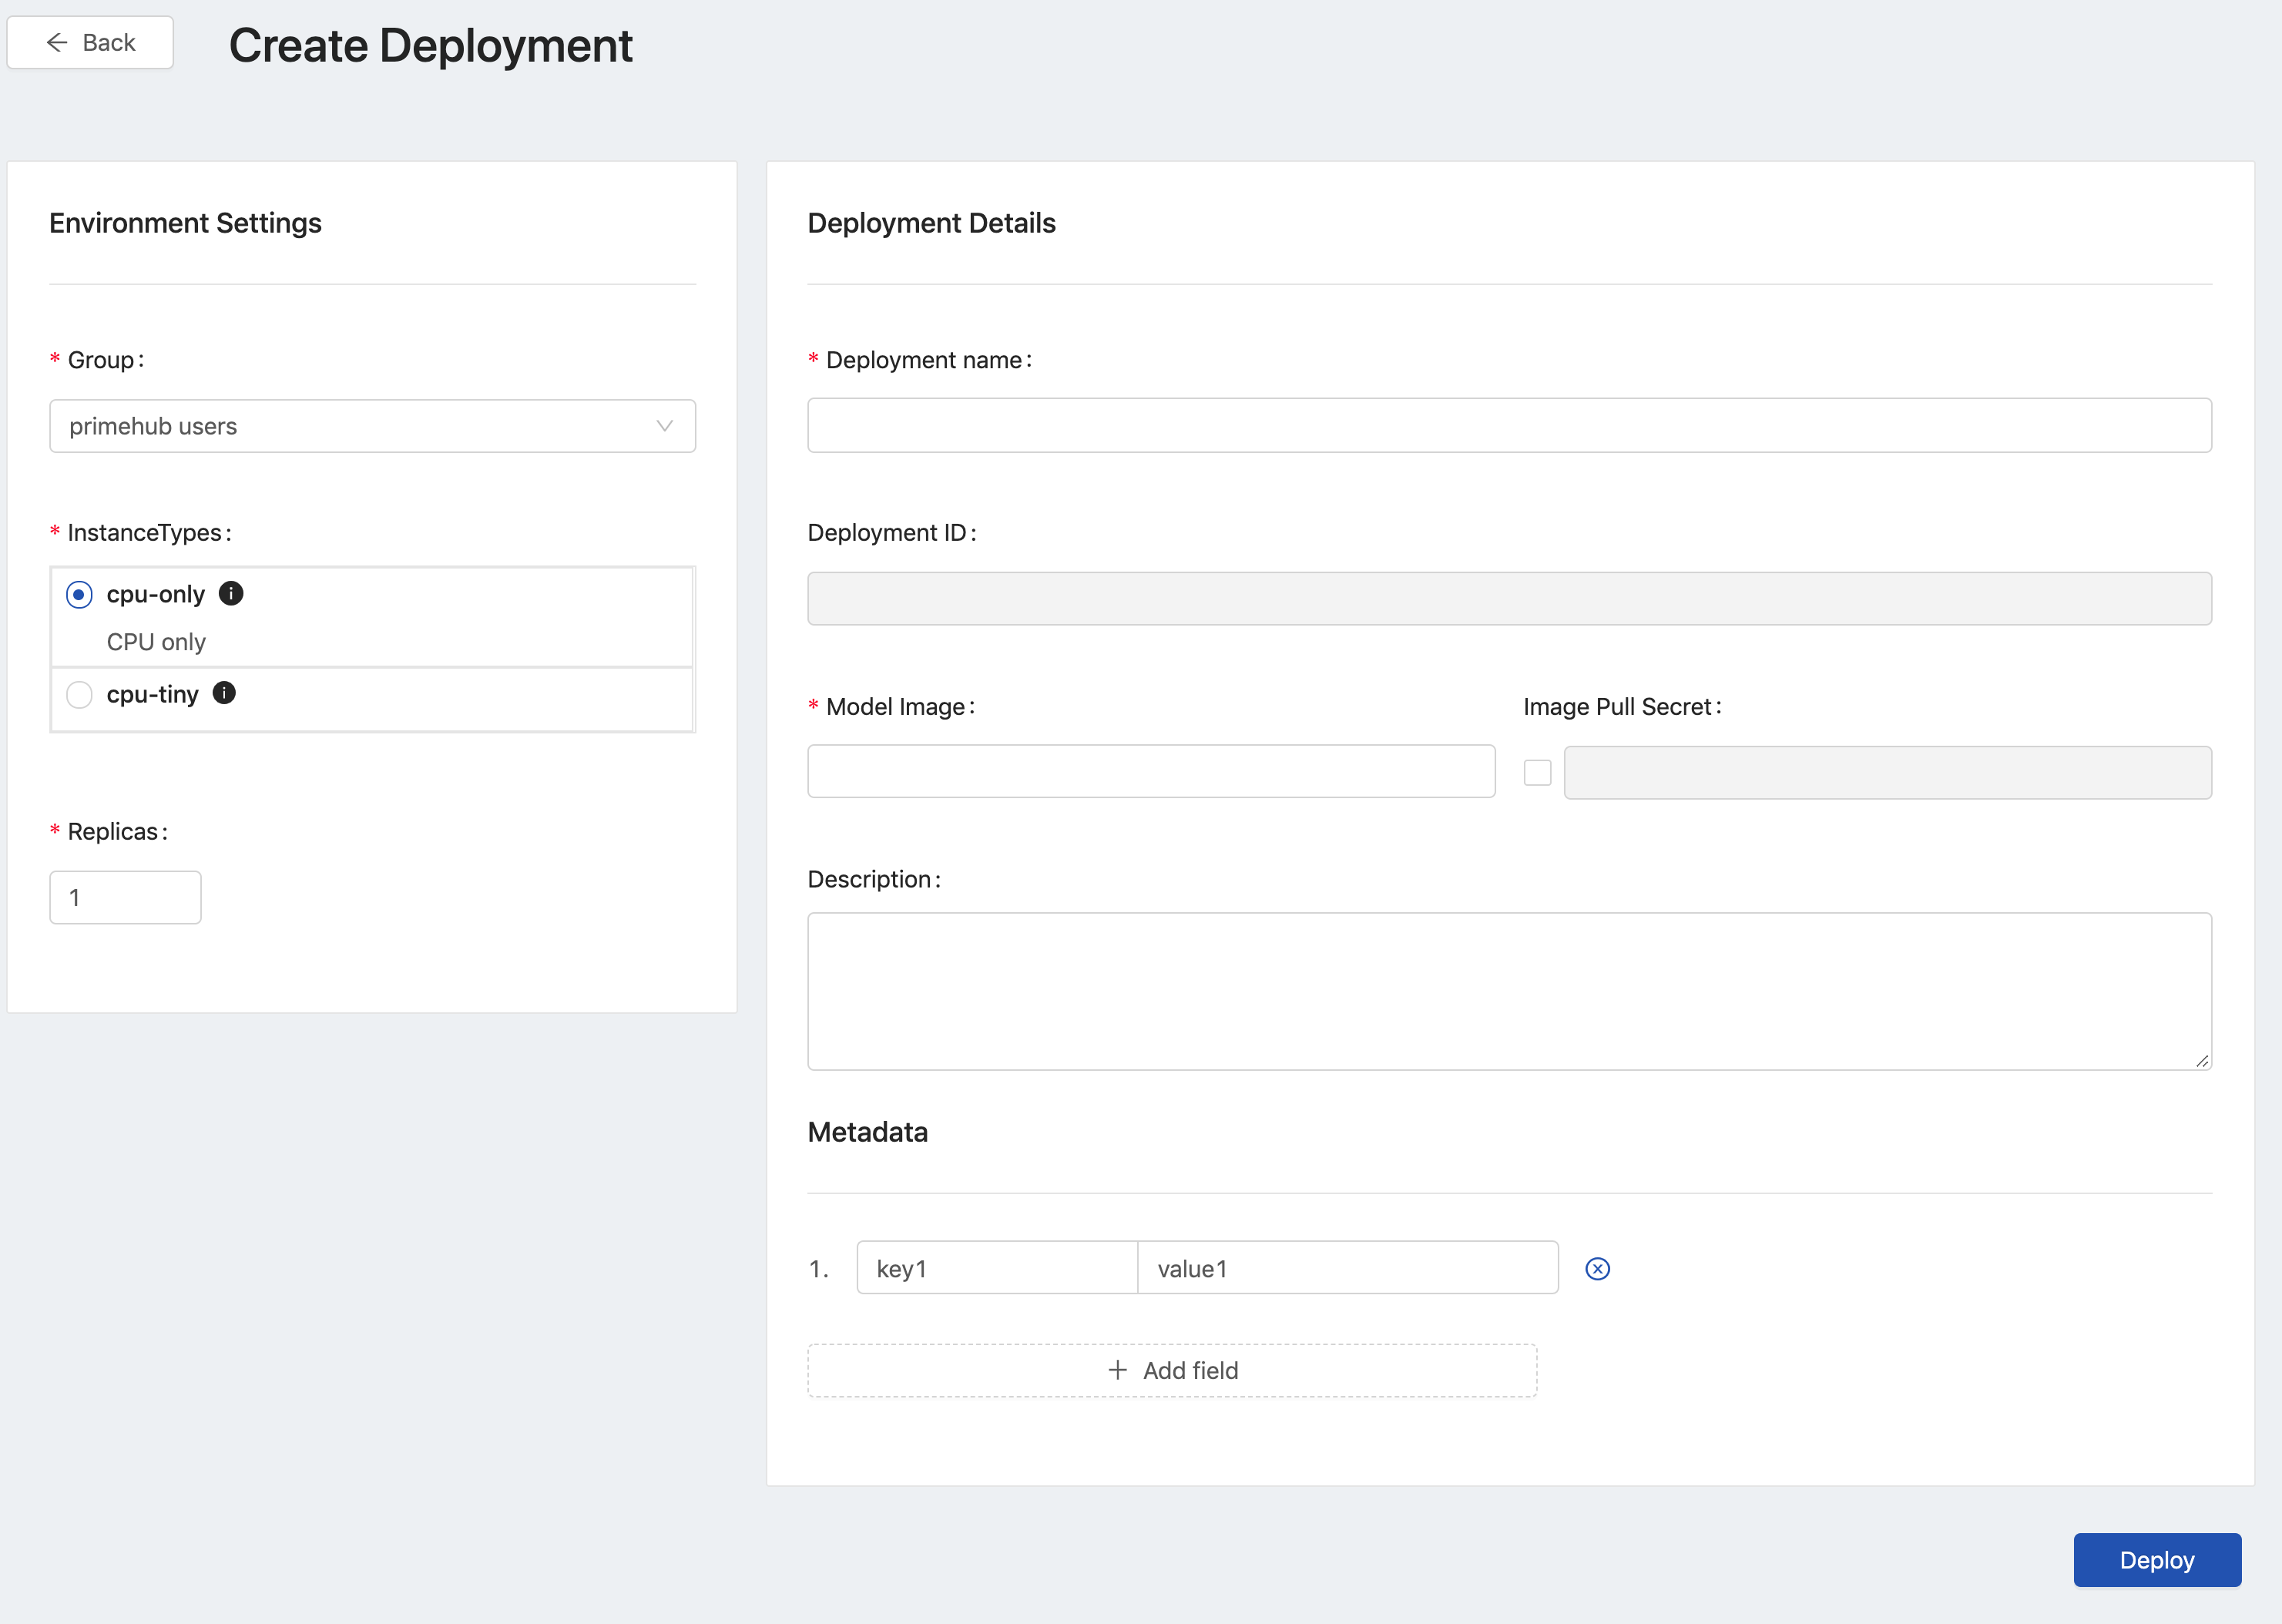 Back
Create Deployment
Environment Settings
* Group:
primehub users
* InstanceTypes:
cpu-only
CPU only
cpu-tiny
* Replicas:
1
Deployment Details
* Deployment name:
Deployment ID:
* Model Image:
Image Pull Secret:
Description:
Metadata
1. key1 value1
Add field
Deploy